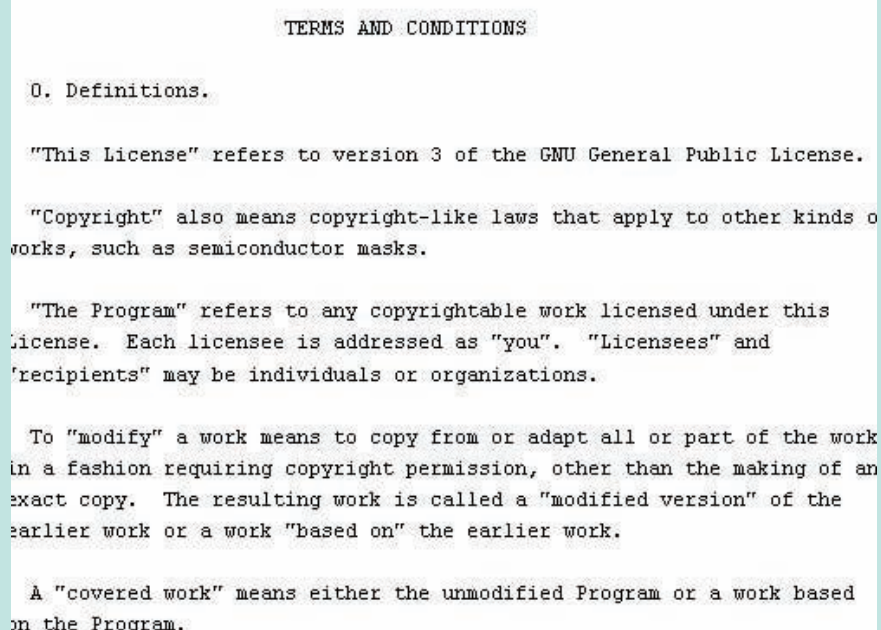 TERMS AND CONDITIONS
0. Definitions.
"This License" refers to version 3 of the GNU General Public License.
"Copyright" also means copyright-like laws that apply to other kinds o
works, such as semiconductor masks.
"The Program" refers to any copyrightable work licensed under this
License.  Each licensee is addressed as "you".  "Licensees" and
"recipients" may be individuals or organizations.
To "modify" a work means to copy from or adapt all or part of the work
in a fashion requiring copyright permission, other than the making of an
exact copy.  The resulting work is called a "modified version" of the
earlier work or a work "based on" the earlier work.
A "covered work" means either the unmodified Program or a work based
on the Program.